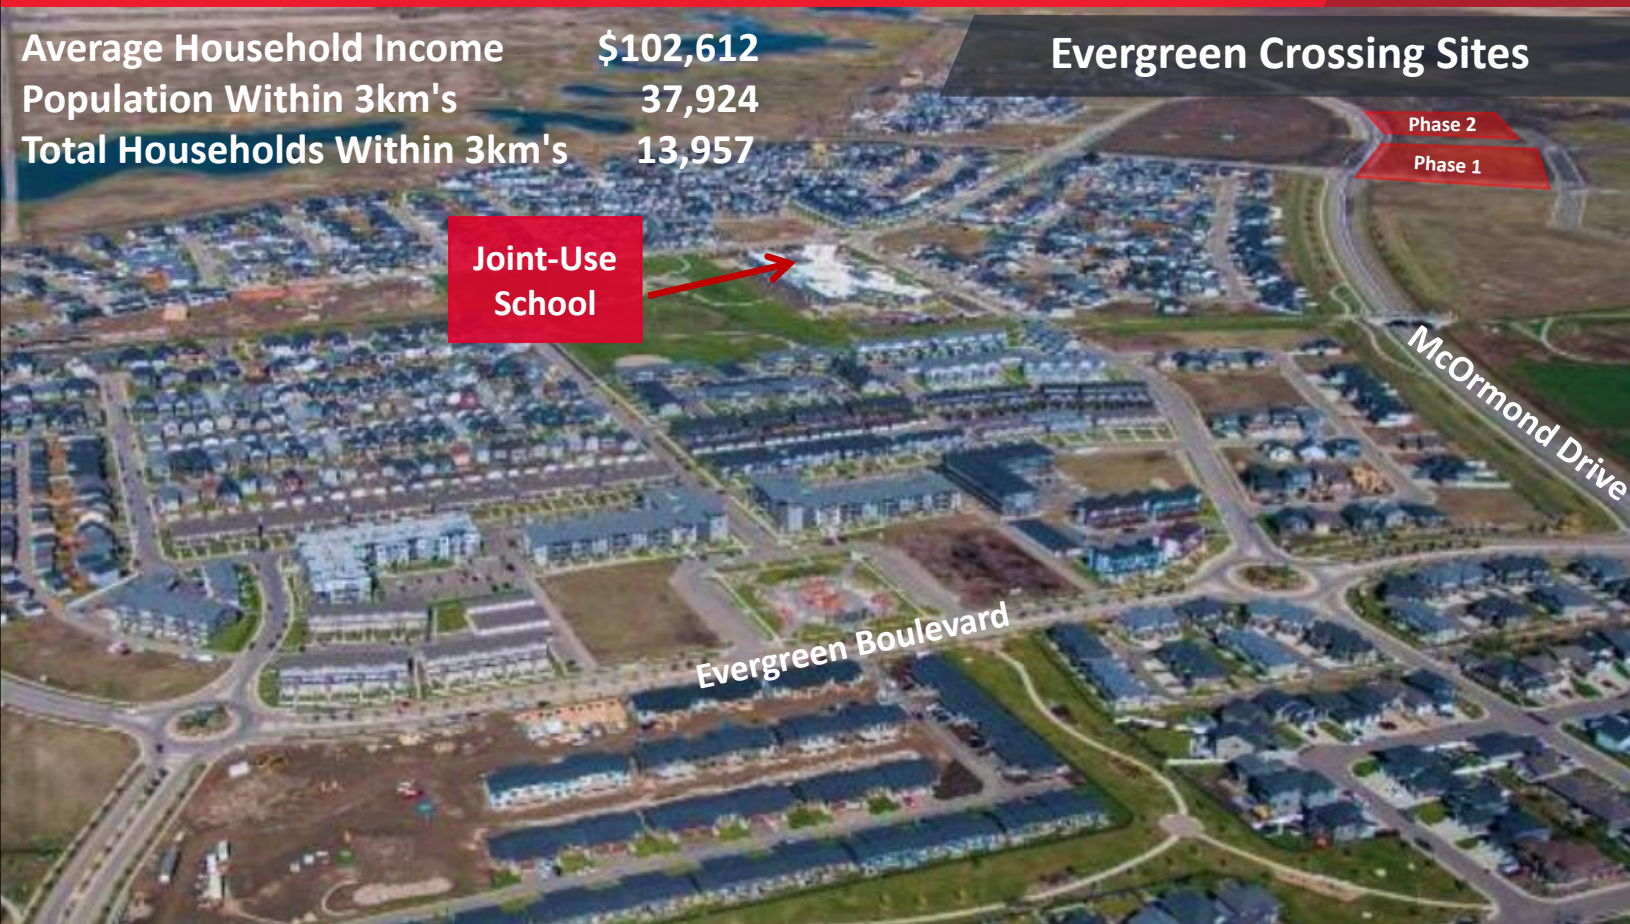 Average Household Income $102,612
Population Within 3km's 37,924
Total Households Within 3km's 13,957
Evergreen Crossing Sites
Phase 2
Phase 1
Joint-Use
School
McOrmond Drive
Evergreen Boulevard